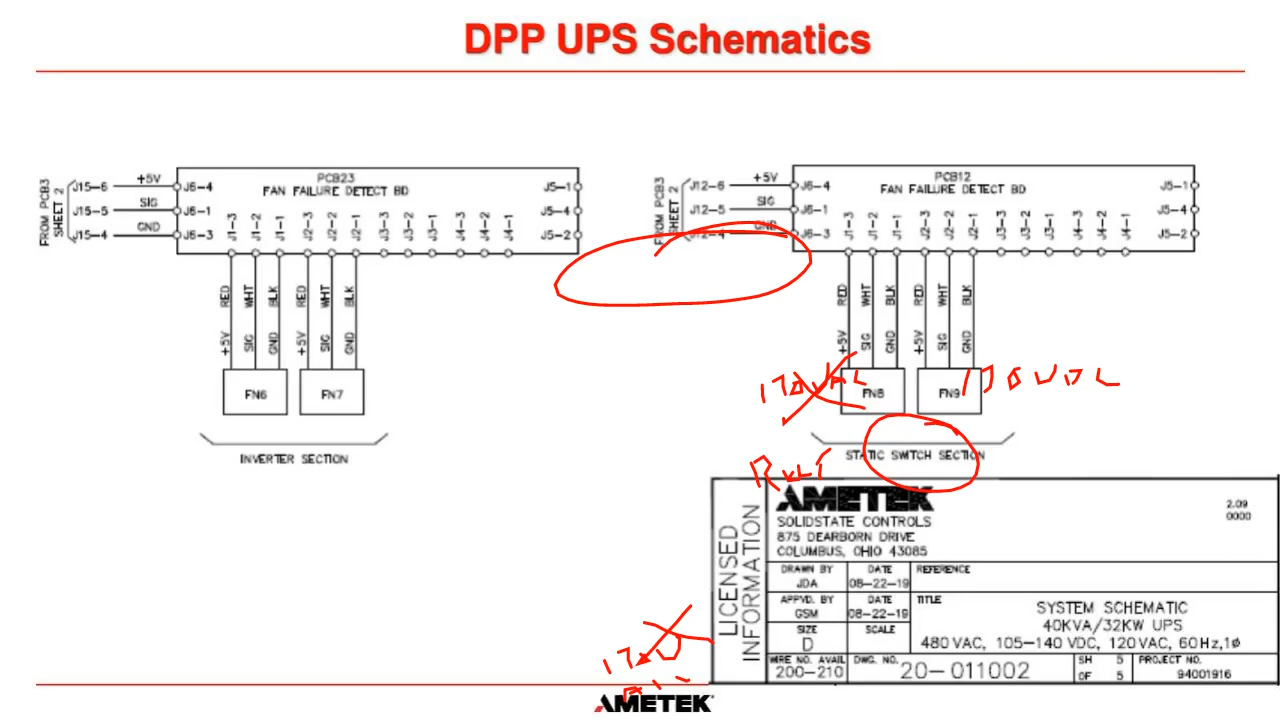 DPP UPS Schematics
FROM PCB3
SHEET 2
J15-6 +5V J6-4
J15-5 SIG J6-1
J15-4 GND J6-3
PCB23
FAN FAILURE DETECT BD
J1-3 J1-2 J1-1 J2-3 J2-2 J2-1 J3-3 J3-2 J3-1 J4-3 J4-2 J4-1
J5-1
J5-4
J5-2
RED WHT BLK RED WHT BLK
+5V SIG GND +5V SIG GND
FN6 FN7
INVERTER SECTION
FROM PCB3
SHEET 2
J12-6 +5V J6-4
J12-5 SIG J6-1
J12-4 GND J6-3
PCB12
FAN FAILURE DETECT BD
J1-3 J1-2 J1-1 J2-3 J2-2 J2-1 J3-3 J3-2 J3-1 J4-3 J4-2 J4-1
J5-1
J5-4
J5-2
RED WHT BLK RED WHT BLK
+5V SIG GND +5V SIG GND
FN8 FN9
170 VDC
STATIC SWITCH SECTION
LICENSED
INFORMATION
AMETEK
SOLIDSTATE CONTROLS
875 DEARBORN DRIVE
COLUMBUS, OHIO 43085
2.09
0000
DRAWN BY
JDA
DATE
08-22-19
REFERENCE
APPVD. BY
GSM
DATE
08-22-19
TITLE
SYSTEM SCHEMATIC
40KVA/32KW UPS
480 VAC, 105-140 VDC, 120 VAC, 60Hz,1ø
SIZE
D
SCALE
WIRE NO. AVAIL
200-210
DWG. NO.
20-011002
SH 5
OF 5
PROJECT NO.
94001916
AMETEK